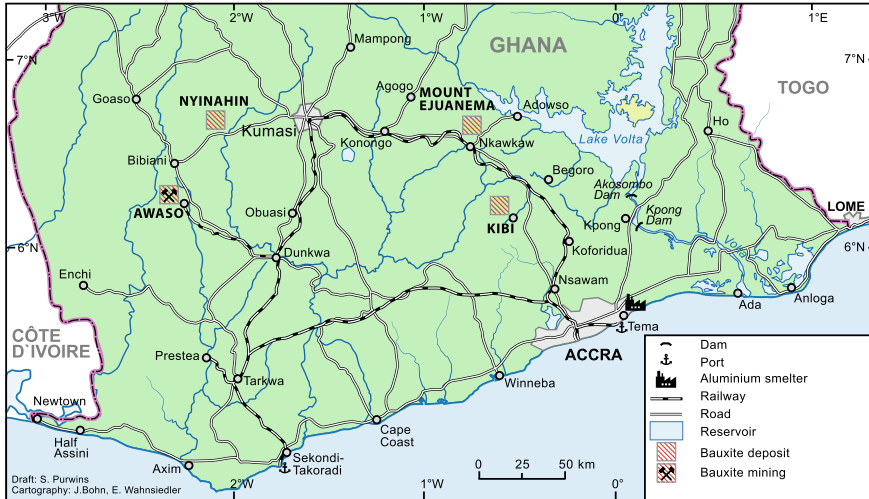 3°W
2°W
1°W
0°
1°E
7°N
7°N
Mampong
GHANA
TOGO
Goaso
NYINAHIN
Agogo
MOUNT
EJUANEMA
Adowso
Kumasi
Konongo
Nkawkaw
Lake Volta
Ho
Bibiani
Begoro
Akosombo
Dam
AWASO
Obuasi
KIBI
Kpong
Kpong
Dam
LOME
6°N
6°N
Dunkwa
Koforidua
Volta
Enchi
Nsawam
Ada
Anloga
CÔTE
D`IVOIRE
Prestea
ACCRA
Tema
Tarkwa
Winneba
Newtown
Half
Assini
Cape
Coast
Axim
Sekondi-
Takoradi
Dam
Port
Aluminium smelter
Railway
Road
Reservoir
Bauxite deposit
Bauxite mining
0 25 50 km
Draft: S. Purwins
Cartography: J.Bohn, E. Wahnsiedler
2°W
1°W
0°